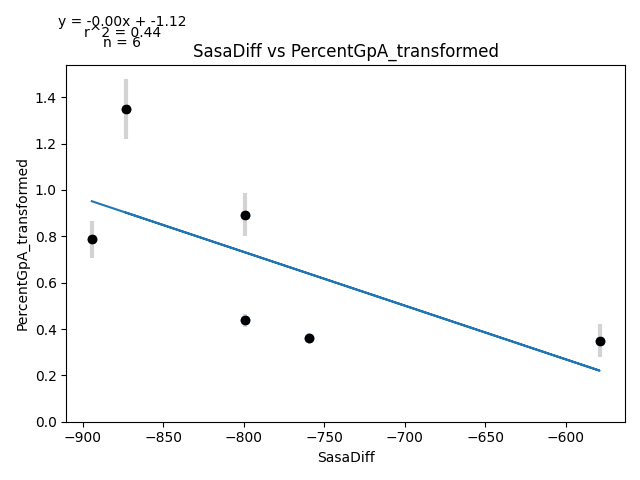 y = -0.00x + -1.12
r^2 = 0.44
n = 6
SasaDiff vs PercentGpA_transformed
PercentGpA_transformed
1.4
1.2
1.0
0.8
0.6
0.4
0.2
0.0
−900
−850
−800
−750
−700
−650
−600
SasaDiff